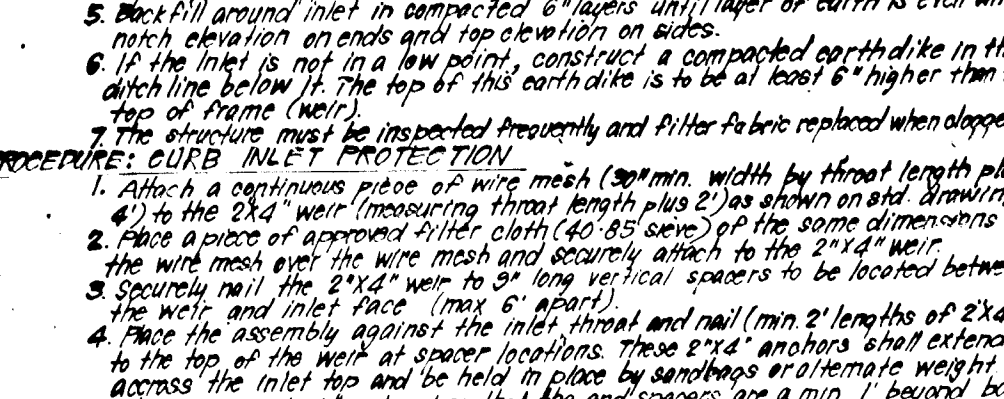 5. Backfill around inlet in compacted 6" layers until layer of earth is even
notch elevation on ends and top elevation on sides.
6. If the Inlet is not in a low point, construct a compacted earth dike in
ditch line below It. The top of this earth dike is to be at least 6" higher than
top of frame (weir).
7. The structure must be inspected frequently and filter fabric replaced when
PROCEDURE: CURB INLET PROTECTION
1. Attach a continuous piece of wire mesh (30"min. width by throat length
4') to the 2X4" weir (measuring throat length plus 2') as shown on std. drawing
2. Place a piece of approved filter cloth (40-85 sieve) of the same dimensions
the wire mesh over the wire mesh and securely attach to the 2"X4" weir.
3. Securely nail the 2"X4" weir to 9" long vertical spacers to be located
the weir and inlet face (max 6' apart).
4. Place the assembly against the inlet throat and nail (min. 2' lengths of 2"X4
to the top of the weir at spacer locations. These 2"X4" anchors shall extend
accross the inlet top and be held in place by sandbags or alternate weight.
the end spacers are a min. 1' beyond